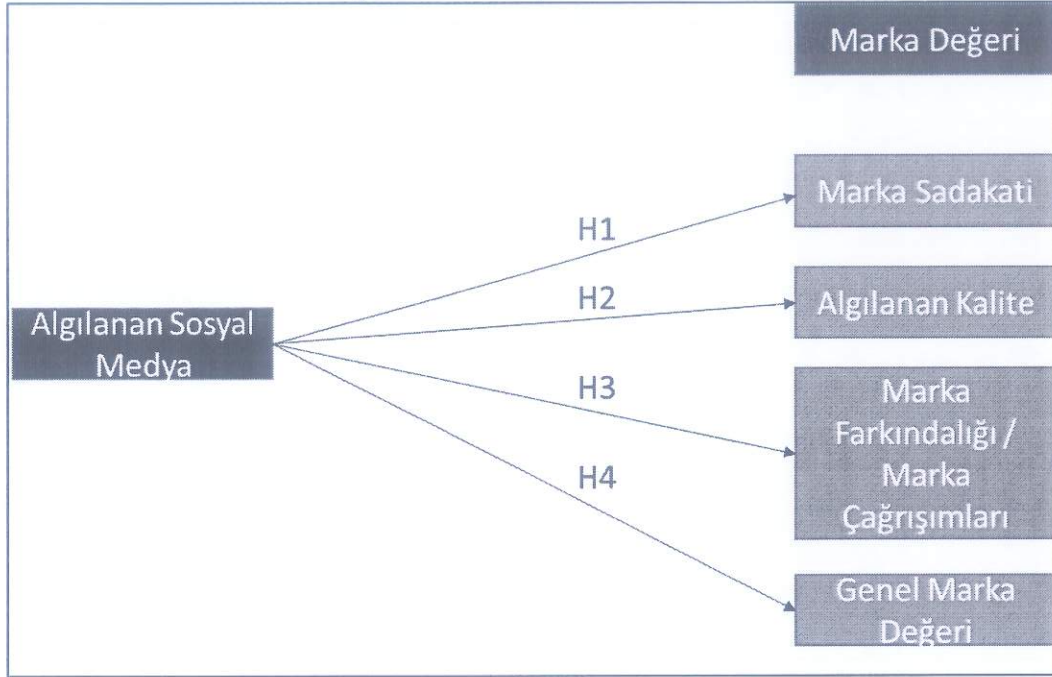 Marka Değeri
Marka Sadakati
H1
H2
Algılanan Kalite
Algılanan Sosyal
Medya
H3
Marka
Farkındalığı /
Marka
Çağrışımları
H4
Genel Marka
Değeri